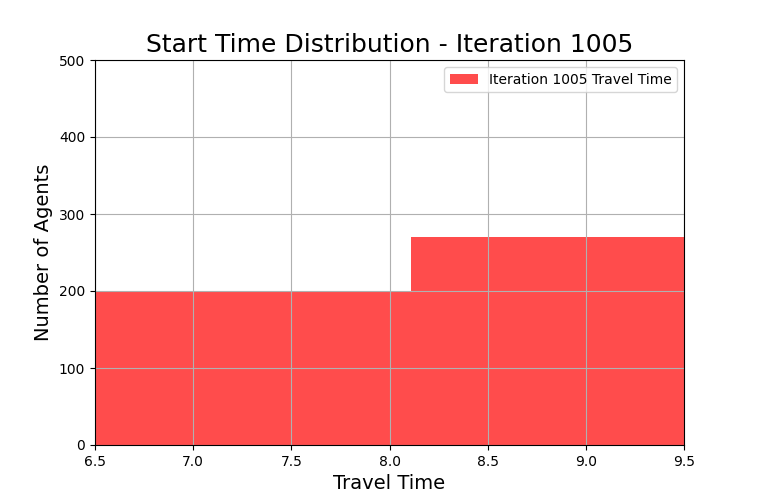 Start Time Distribution - Iteration 1005
Iteration 1005 Travel Time
Number of Agents
500
400
300
200
100
0
6.5 7.0 7.5 8.0 8.5 9.0 9.5
Travel Time